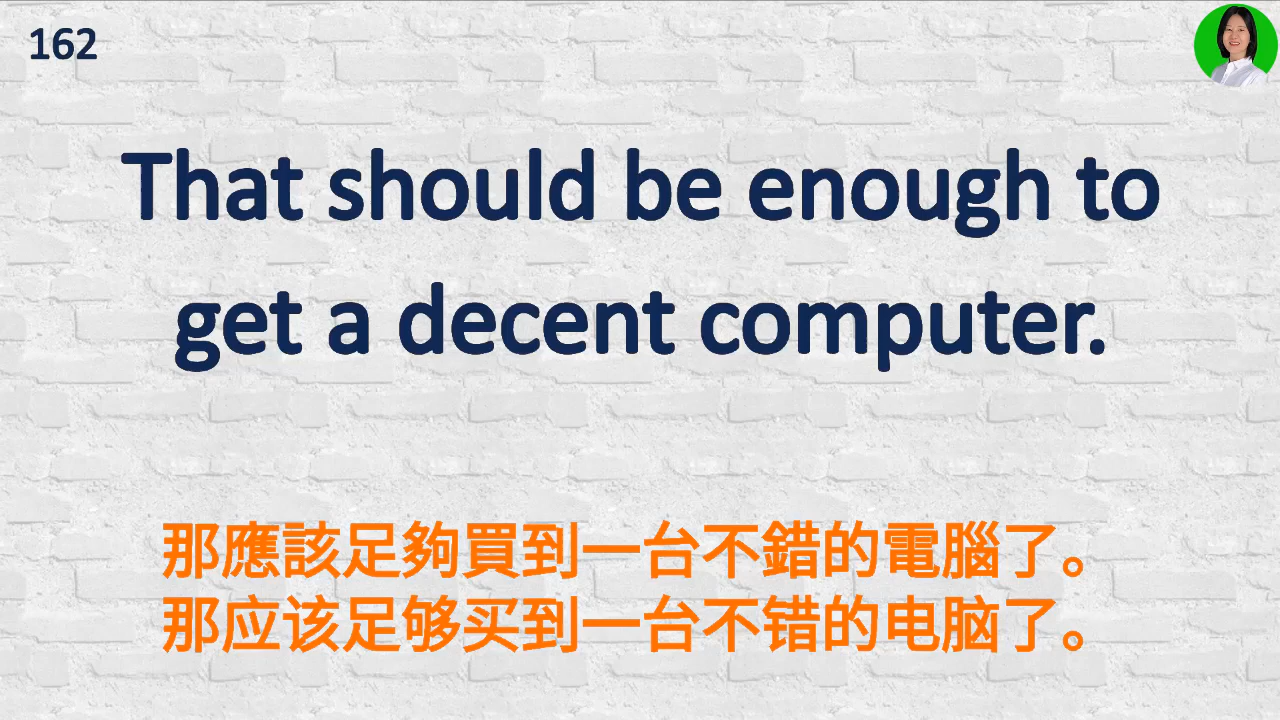 162
That should be enough to
get a decent computer.
那應該足夠買到一台不錯的電腦了。
那应该足够买到一台不错的电脑了。